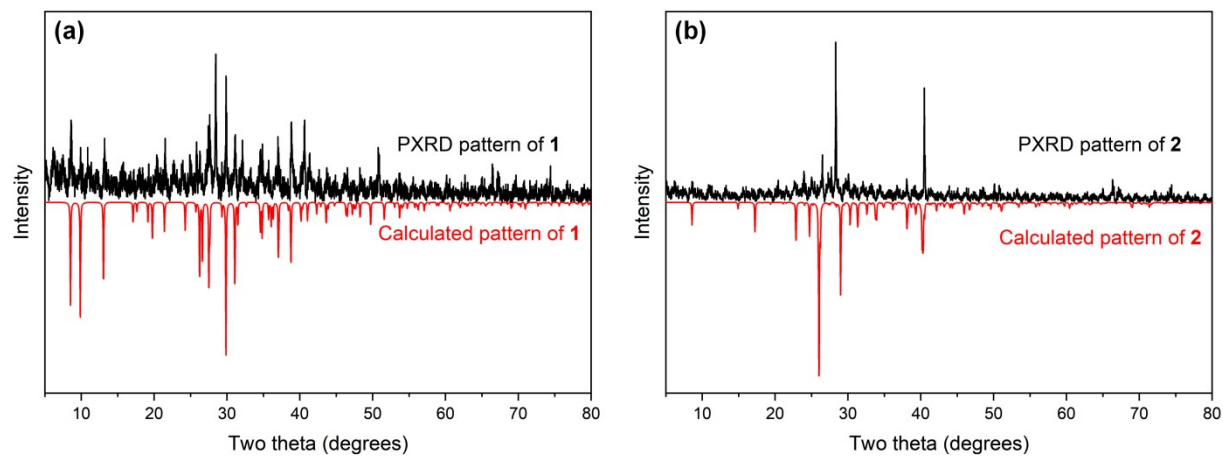 (a)
PXRD pattern of 1
Calculated pattern of 1
Intensity
10 20 30 40 50 60 70 80
Two theta (degrees)
(b)
PXRD pattern of 2
Calculated pattern of 2
Intensity
10 20 30 40 50 60 70 80
Two theta (degrees)